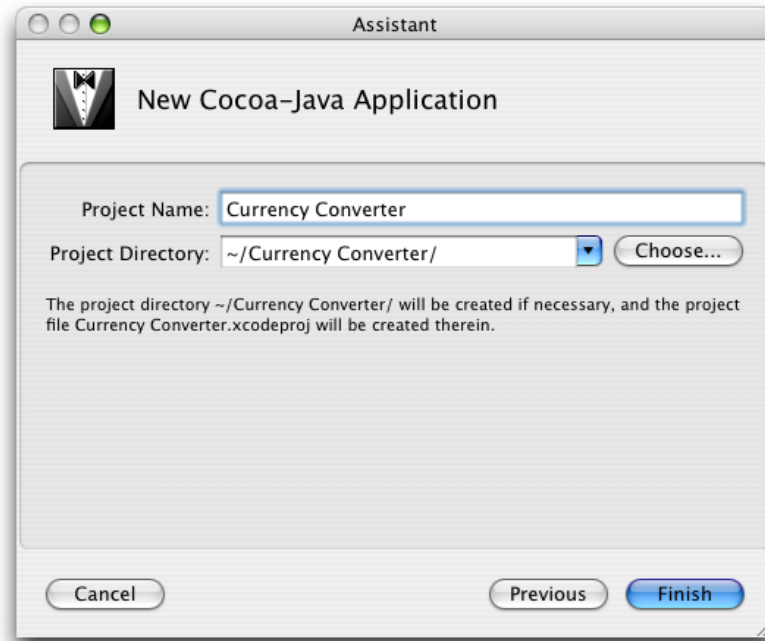 Assistant
New Cocoa-Java Application
Project Name: Currency Converter
Project Directory: ~/Currency Converter/ Choose...
The project directory ~/Currency Converter/ will be created if necessary, and the project
file Currency Converter.xcodeproj will be created therein.
Cancel Previous Finish